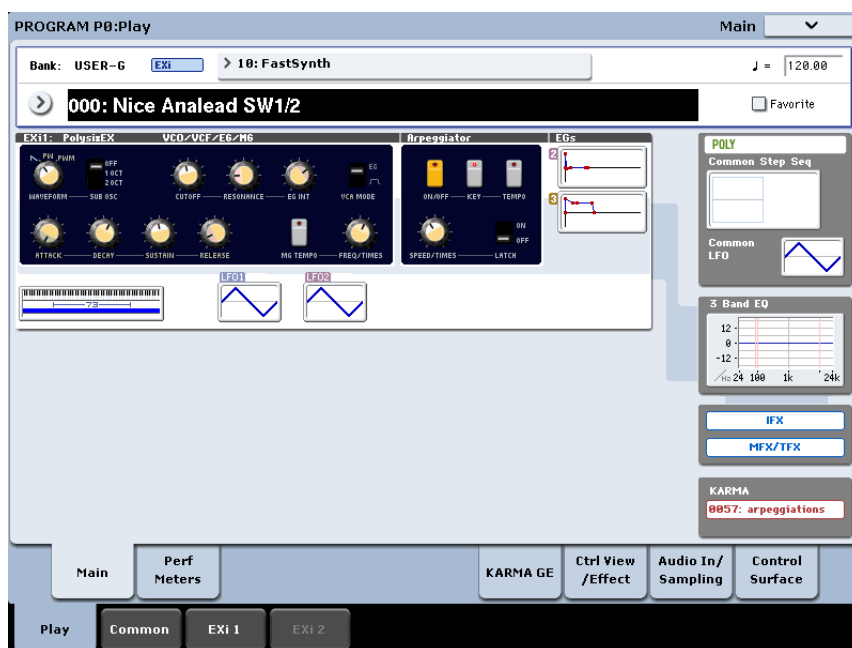 PROGRAM P0:Play
Main
Bank: USER-G EXi > 10: FastSynth ♩ = 120.00
000: Nice Analead SW1/2
Favorite
EXi1: PolysixEX VCO/VCF/EG/MG Arpeggiator EGs
PW PWM
OFF
1 OCT
2 OCT
EG
WAVEFORM SUB OSC CUTOFF RESONANCE EG INT VCA MODE ON/OFF KEY TEMPO
ON
OFF
ATTACK DECAY SUSTAIN RELEASE MG TEMPO FREQ/TIMES SPEED/TIMES LATCH
2
3
73
LFO1
LFO2
POLY
Common Step Seq
Common
LFO
3 Band EQ
12
0
-12
/Hz 24 100 1k 24k
IFX
MFX/TFX
KARMA
0057: arpeggiations
Main
Perf
Meters
KARMA GE
Ctrl View
/Effect
Audio In/
Sampling
Control
Surface
Play
Common
EXi 1
EXi 2